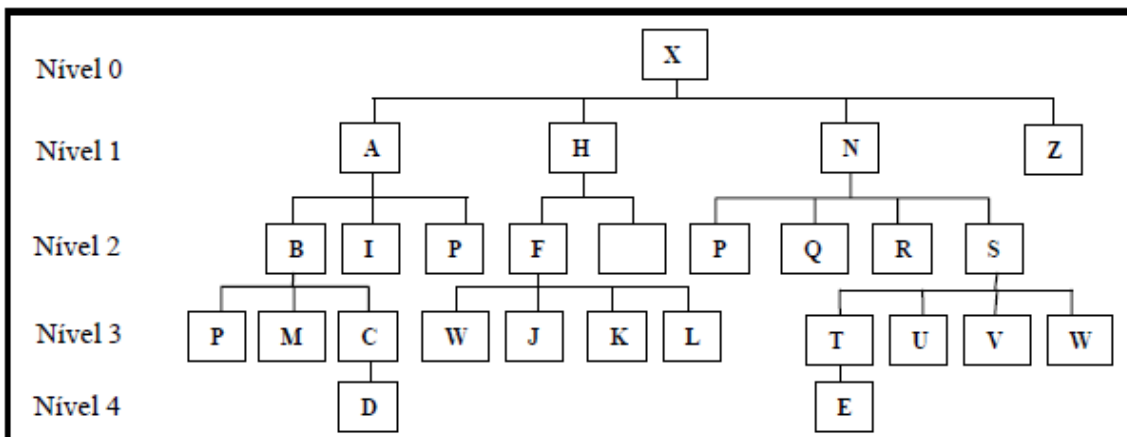 Nível 0 X
Nível 1 A H N Z
Nível 2 B I P F P Q R S
Nível 3 P M C W J K L T U V W
Nível 4 D E